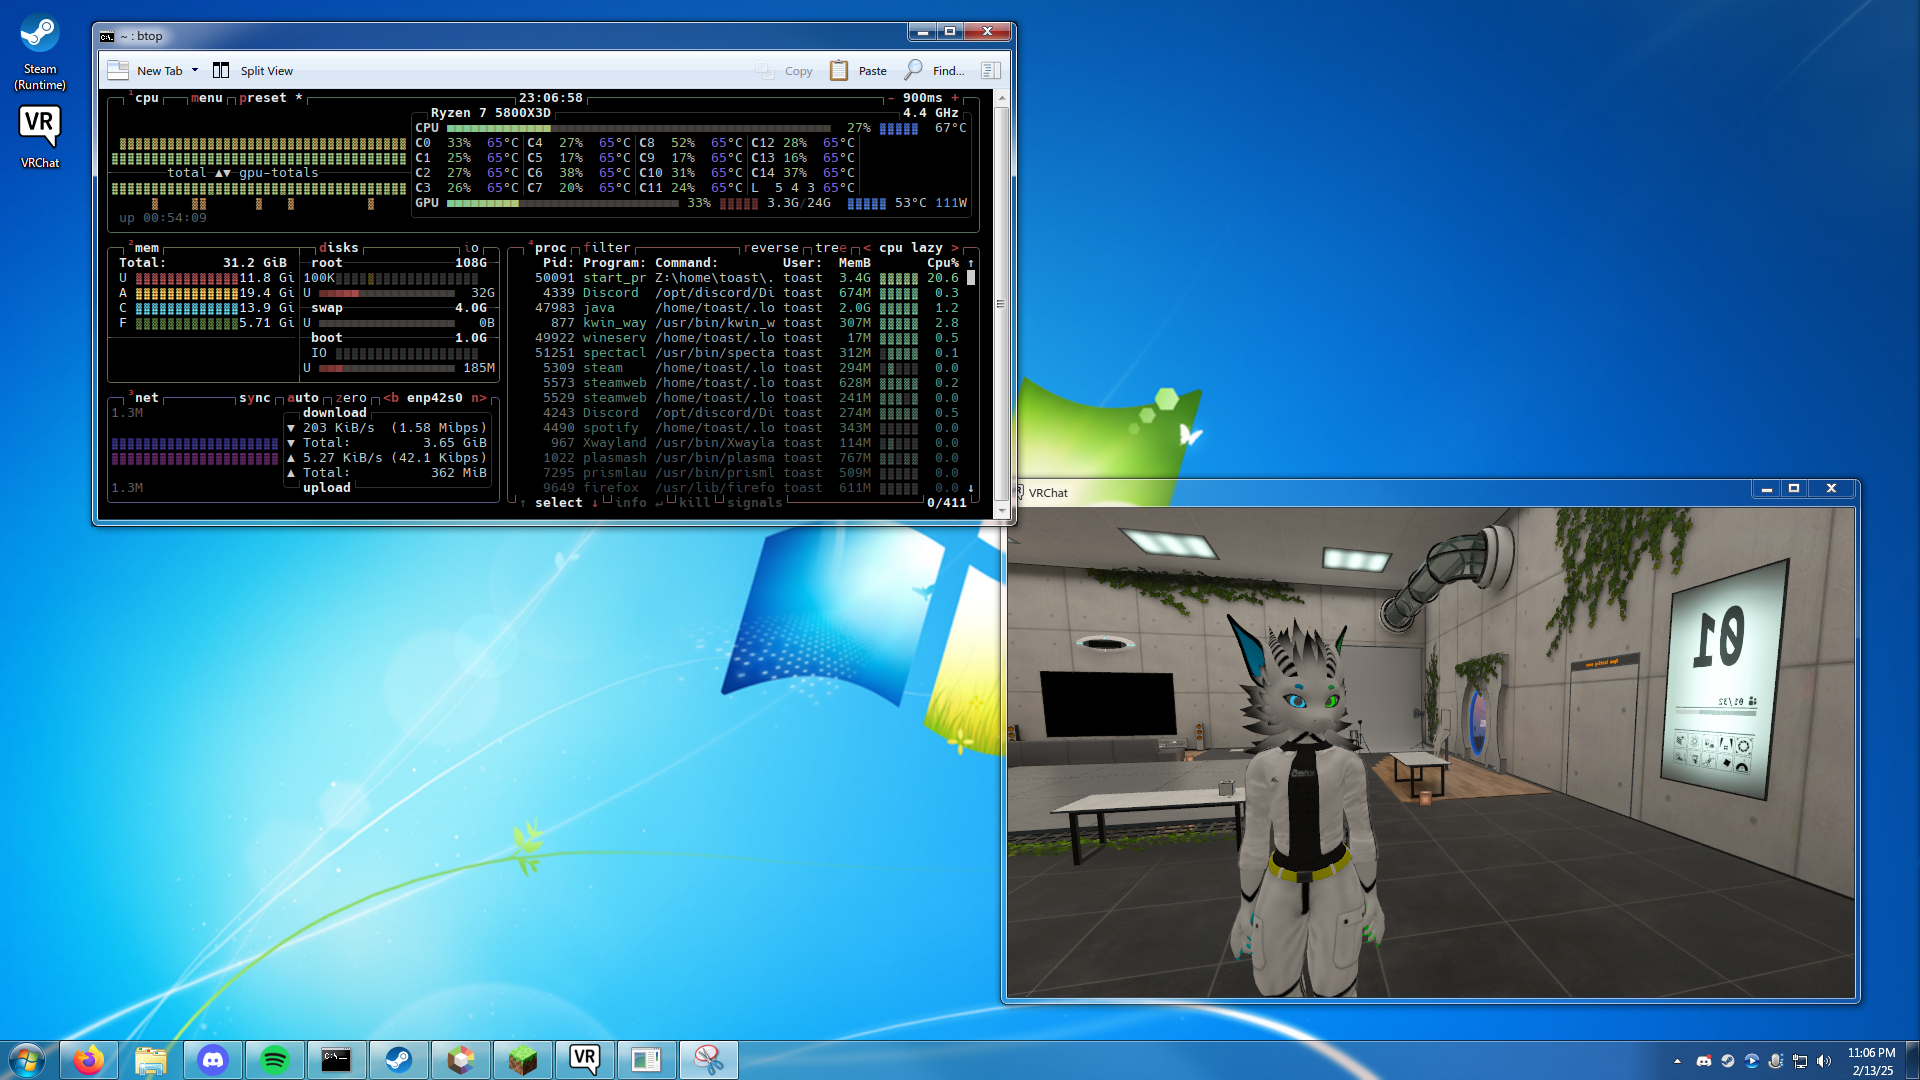 Steam
(Runtime)
VR
VRChat
~ : btop
New Tab
Split View
Copy
Paste
Find...
¹cpu menu preset * 23:06:58 - 900ms +
Ryzen 7 5800X3D 4.4 GHz
CPU 27% 67°C
C0 33% 65°C C4 27% 65°C C8 52% 65°C C12 28% 65°C
C1 25% 65°C C5 17% 65°C C9 17% 65°C C13 16% 65°C
total ▲▼ gpu-totals
C2 27% 65°C C6 38% 65°C C10 31% 65°C C14 37% 65°C
C3 26% 65°C C7 20% 65°C C11 24% 65°C L 5 4 3 65°C
GPU 33% 3.3G/24G 53°C 111W
up 00:54:09
²mem
Total: 31.2 GiB
U 11.8 Gi
A 19.4 Gi
C 13.9 Gi
F 5.71 Gi
disks io
root 108G
100K
U 32G
swap 4.0G
U 0B
boot 1.0G
IO
U 185M
³net sync auto zero <b enp42s0 n>
1.3M
download
▼ 203 KiB/s (1.58 Mibps)
▼ Total: 3.65 GiB
▲ 5.27 KiB/s (42.1 Kibps)
▲ Total: 362 MiB
1.3M
upload
⁴proc filter reverse tree < cpu lazy >
Pid: Program: Command: User: MemB Cpu% ↑
50091 start_pr Z:\home\toast\. toast 3.4G 20.6
4339 Discord /opt/discord/Di toast 674M 0.3
47983 java /home/toast/.lo toast 2.0G 1.2
877 kwin_way /usr/bin/kwin_w toast 307M 2.8
49922 wineserv /home/toast/.lo toast 17M 0.5
51251 spectacl /usr/bin/specta toast 312M 0.1
5309 steam /home/toast/.lo toast 294M 0.0
5573 steamweb /home/toast/.lo toast 628M 0.2
5529 steamweb /home/toast/.lo toast 241M 0.0
4243 Discord /opt/discord/Di toast 274M 0.5
4490 spotify /home/toast/.lo toast 343M 0.0
967 Xwayland /usr/bin/Xwayla toast 114M 0.0
1022 plasmash /usr/bin/plasma toast 767M 0.0
7295 prismlau /usr/bin/prisml toast 509M 0.0
9649 firefox /usr/lib/firefo toast 611M 0.0 ↓
↑ select ↓ info ↵ kill signals 0/411
VRChat
01
01/32
VR
11:06 PM
2/13/25